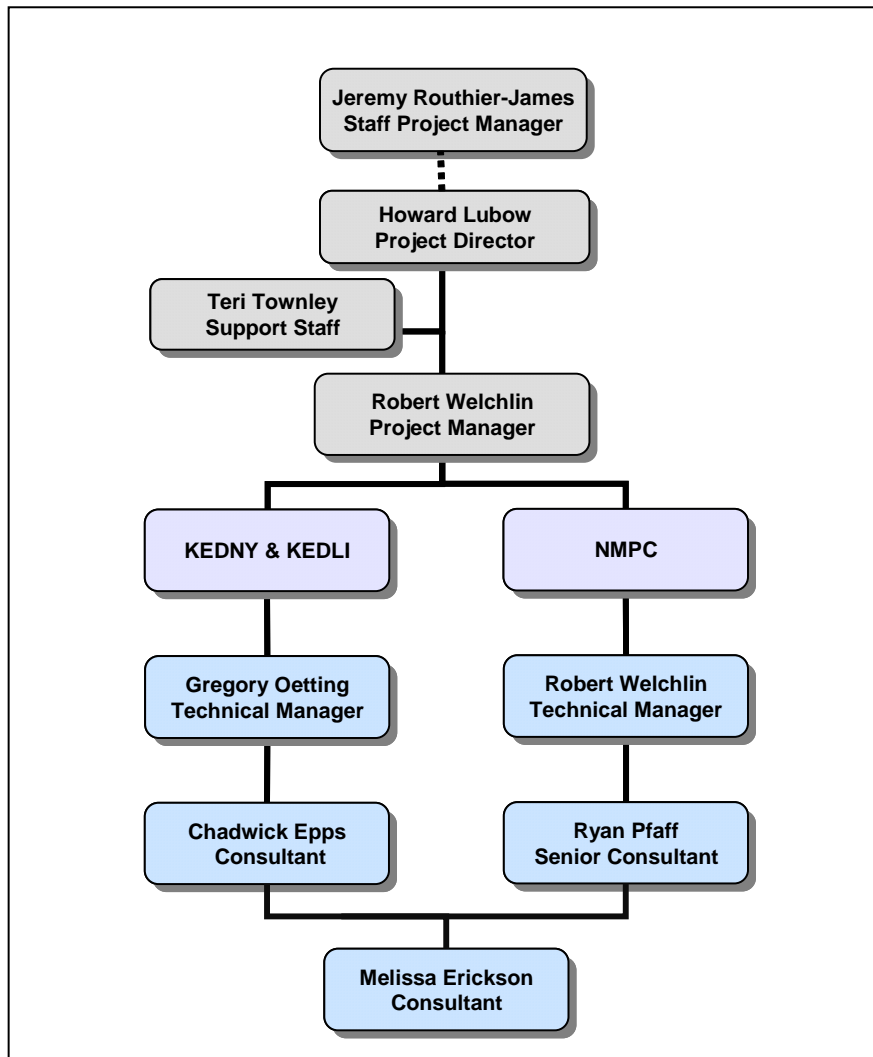 Jeremy Routhier-James
Staff Project Manager
Howard Lubow
Project Director
Teri Townley
Support Staff
Robert Welchlin
Project Manager
KEDNY & KEDLI
NMPC
Gregory Oetting
Technical Manager
Robert Welchlin
Technical Manager
Chadwick Epps
Consultant
Ryan Pfaff
Senior Consultant
Melissa Erickson
Consultant